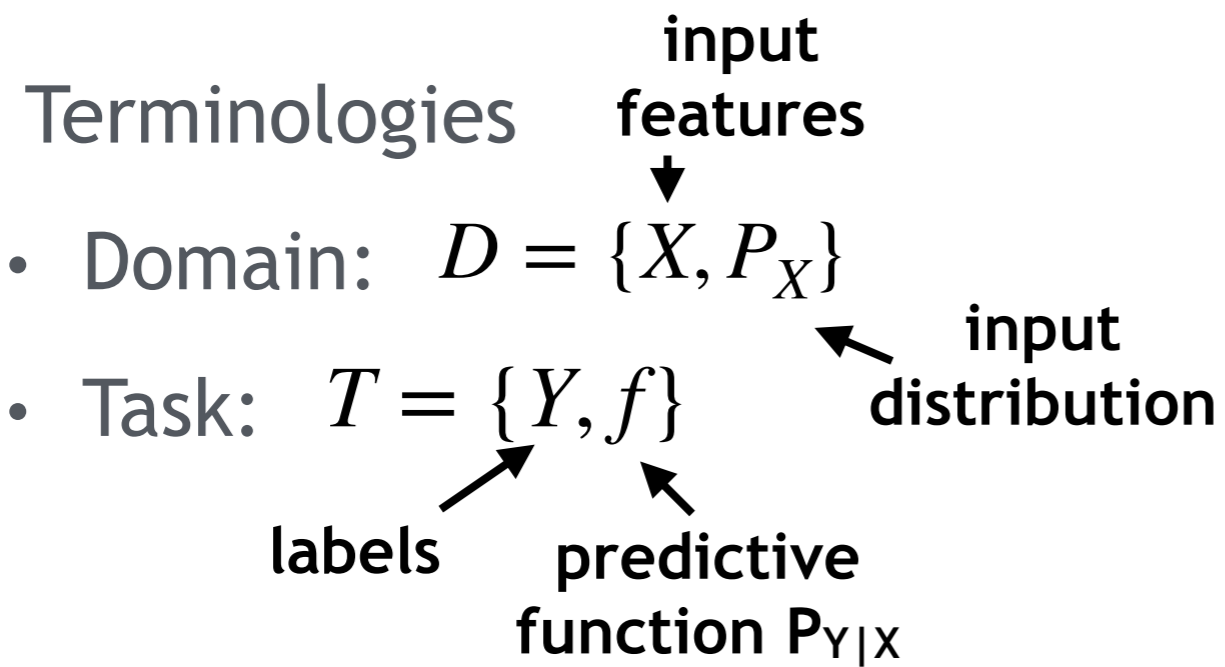 input
features
Terminologies
• Domain: D = {X, P_X}
input
distribution
• Task: T = {Y, f}
labels
predictive
function P_Y|X